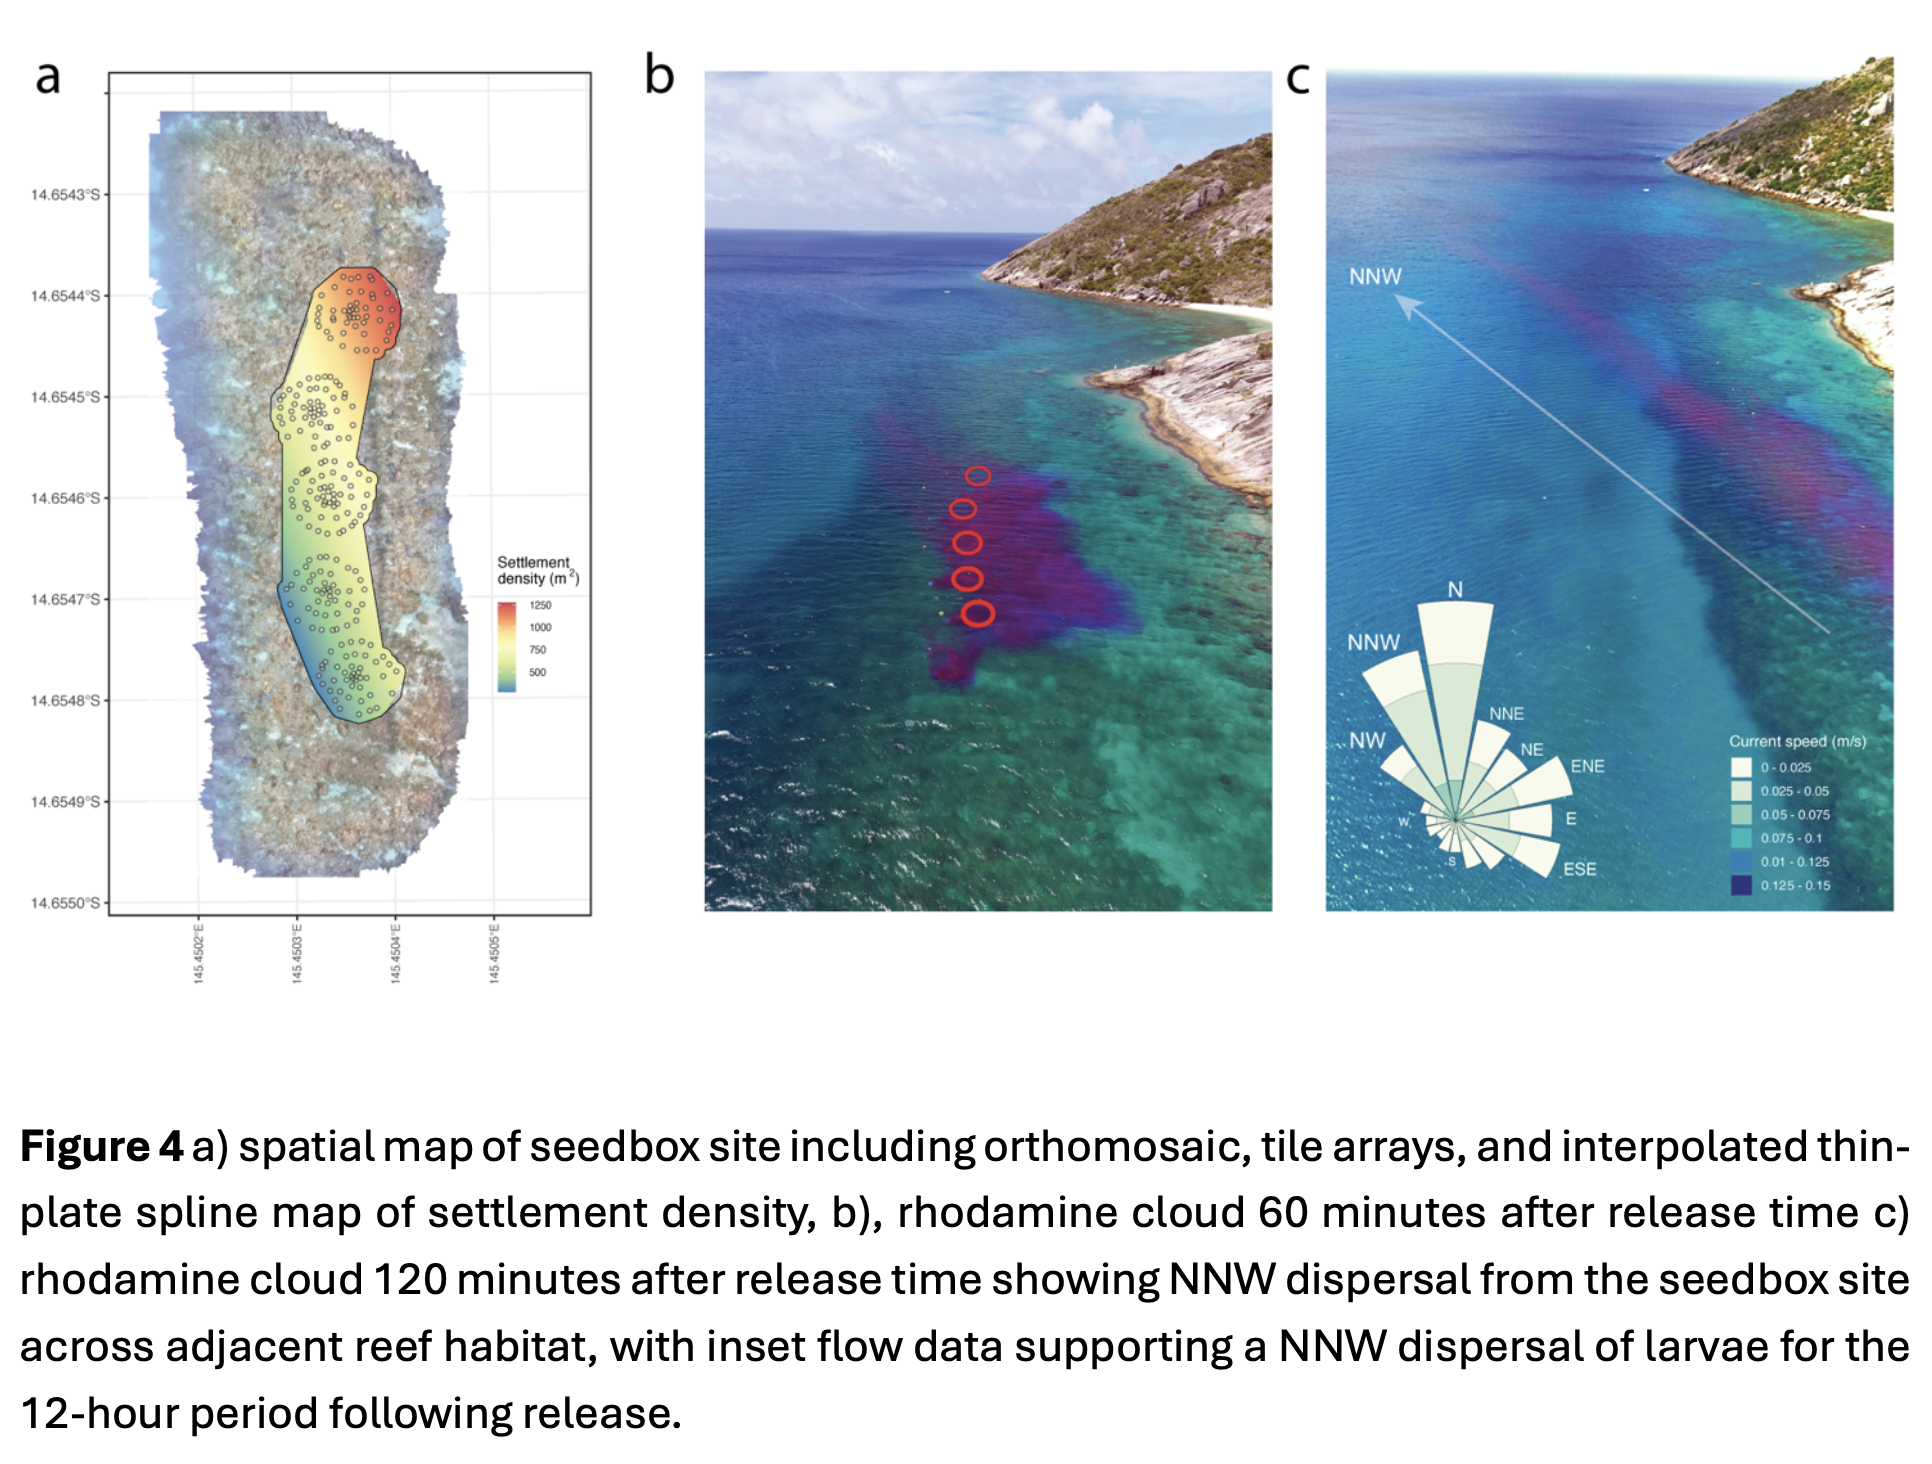 a
14.6543°S
14.6544°S
14.6545°S
14.6546°S
14.6547°S
14.6548°S
14.6549°S
14.6550°S
145.4502°E
145.4503°E
145.4504°E
145.4505°E
Settlement
density (m²)
1250
1000
750
500
b
c
NNW
N
NNW
NNE
NW
NE
ENE
W
E
S
ESE
Current speed (m/s)
0 - 0.025
0.025 - 0.05
0.05 - 0.075
0.075 - 0.1
0.01 - 0.125
0.125 - 0.15
Figure 4 a) spatial map of seedbox site including orthomosaic, tile arrays, and interpolated thin-
plate spline map of settlement density, b), rhodamine cloud 60 minutes after release time c)
rhodamine cloud 120 minutes after release time showing NNW dispersal from the seedbox site
across adjacent reef habitat, with inset flow data supporting a NNW dispersal of larvae for the
12-hour period following release.